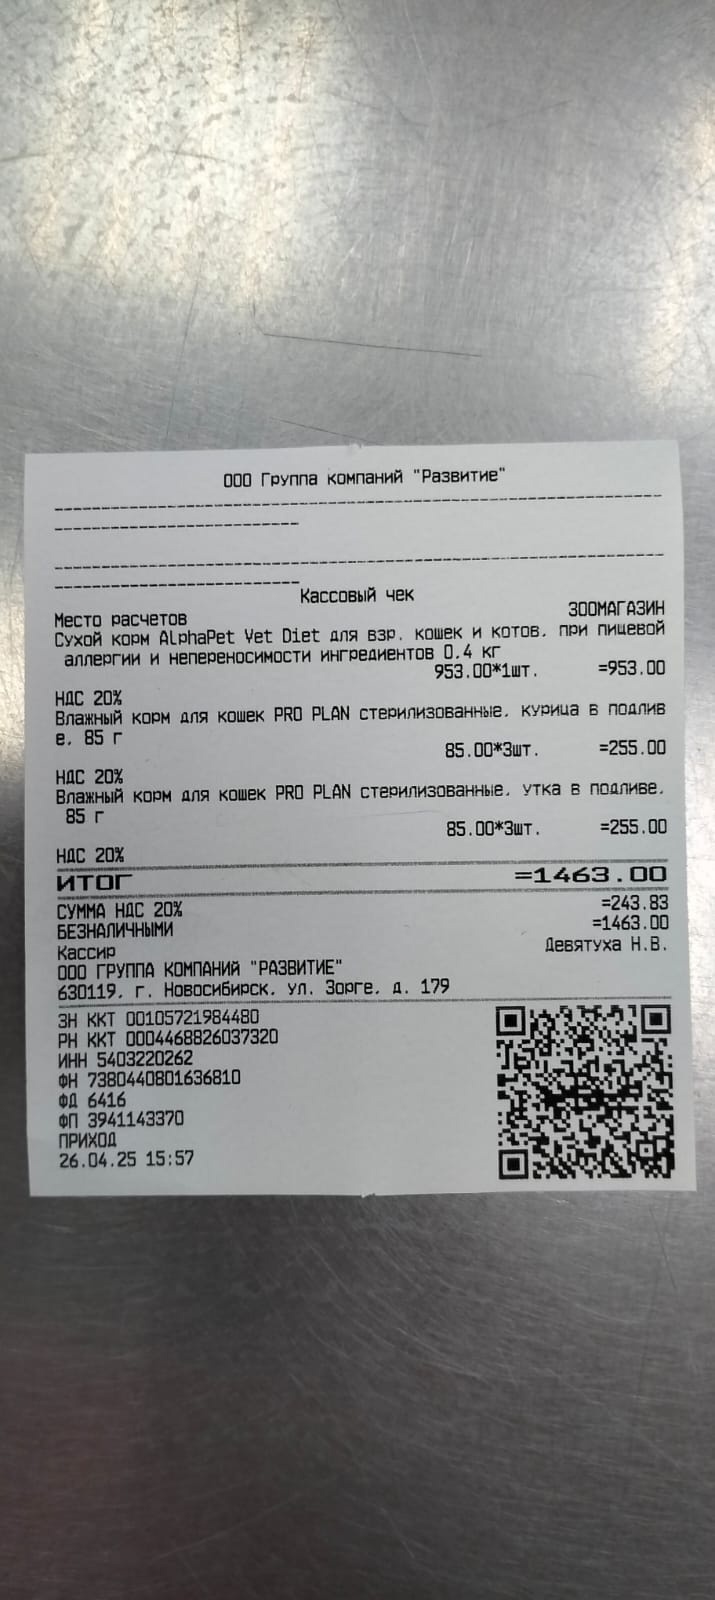 ООО Группа компаний "Развитие"
Кассовый чек
Место расчетов ЗООМАГАЗИН
Сухой корм AlphaPet Vet Diet для взр. кошек и котов, при пищевой
аллергии и непереносимости ингредиентов 0.4 кг
953.00*1шт. =953.00
НДС 20%
Влажный корм для кошек PRO PLAN стерилизованные, курица в подлив
е, 85 г
85.00*3шт. =255.00
НДС 20%
Влажный корм для кошек PRO PLAN стерилизованные, утка в подливе,
85 г
85.00*3шт. =255.00
НДС 20%
ИТОГ =1463.00
СУММА НДС 20% =243.83
БЕЗНАЛИЧНЫМИ =1463.00
Кассир Девятуха Н.В.
ООО ГРУППА КОМПАНИЙ "РАЗВИТИЕ"
630119, г. Новосибирск, ул. Зорге, д. 179
ЗН ККТ 00105721984480
РН ККТ 0004468826037320
ИНН 5403220262
ФН 7380440801636810
ФД 6416
ФП 3941143370
ПРИХОД
26.04.25 15:57